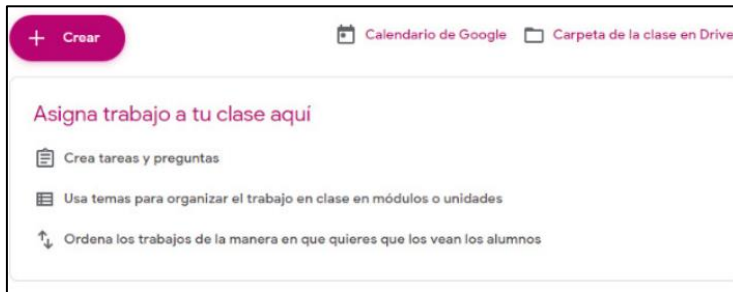 + Crear
Calendario de Google
Carpeta de la clase en Drive
Asigna trabajo a tu clase aquí
Crea tareas y preguntas
Usa temas para organizar el trabajo en clase en módulos o unidades
Ordena los trabajos de la manera en que quieres que los vean los alumnos